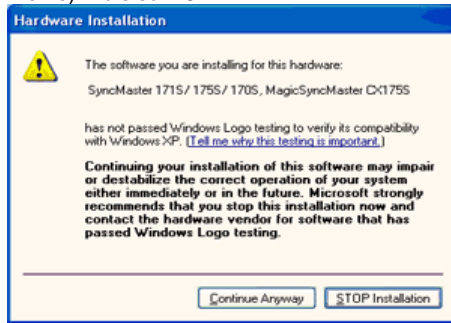 Hardware Installation
The software you are installing for this hardware:
SyncMaster 171S/ 175S/ 170S, MagicSyncMaster CX175S
has not passed Windows Logo testing to verify its compatibility
with Windows XP. (Tell me why this testing is important.)
Continuing your installation of this software may impair
or destabilize the correct operation of your system
either immediately or in the future. Microsoft strongly
recommends that you stop this installation now and
contact the hardware vendor for software that has
passed Windows Logo testing.
Continue Anyway
STOP Installation